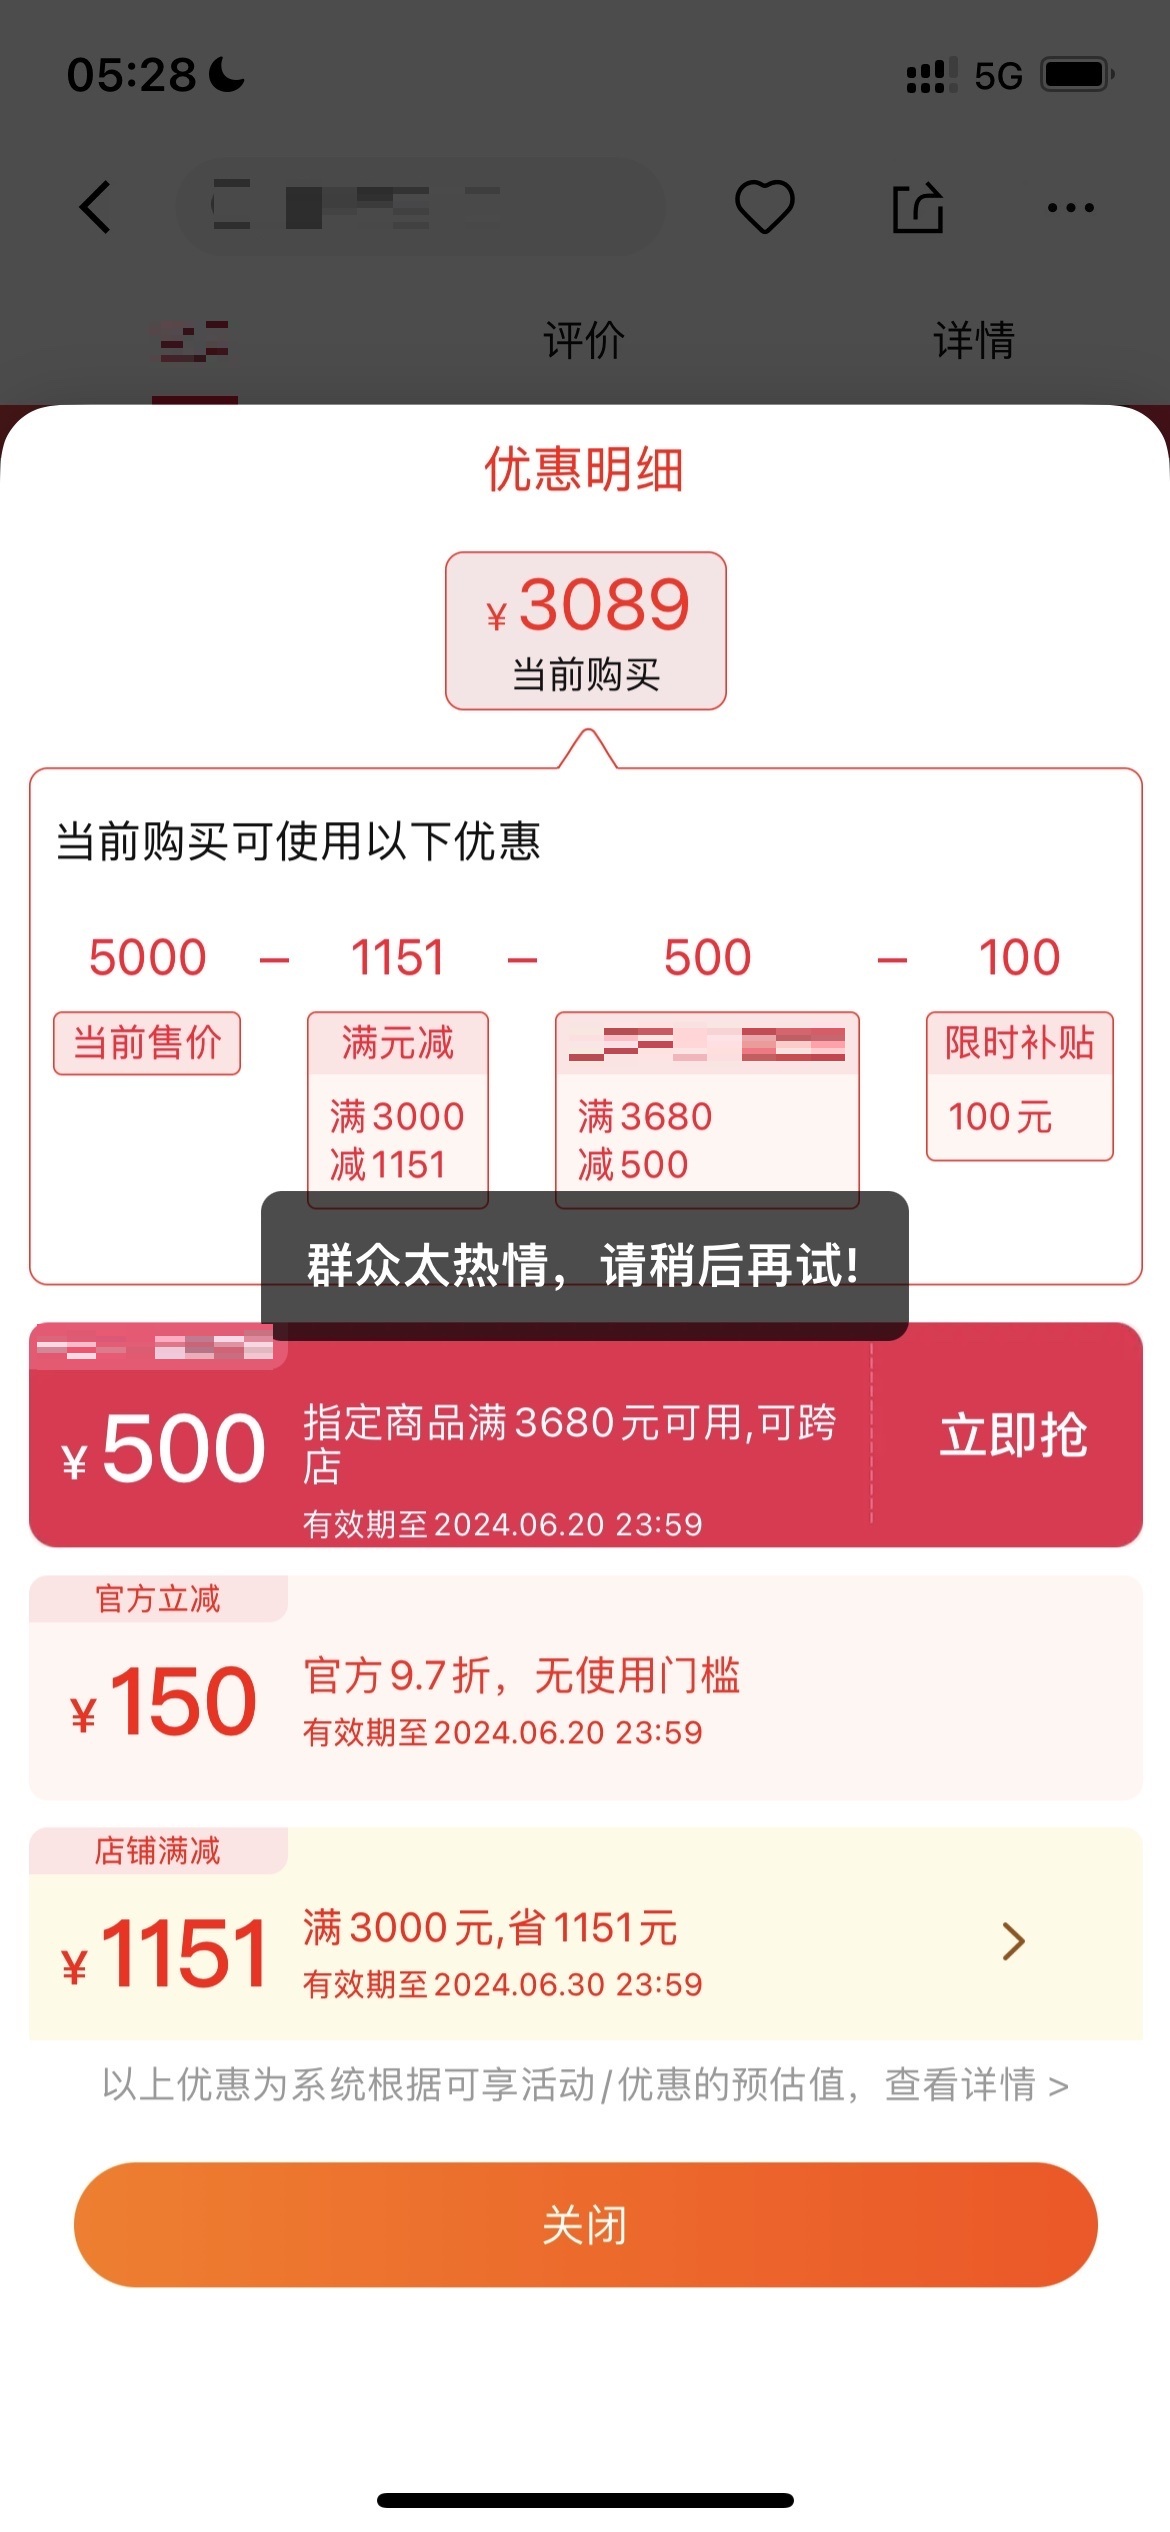 05:28
5G
评价
详情
优惠明细
¥3089
当前购买
当前购买可使用以下优惠
5000 － 1151 － 500 － 100
当前售价
满元减
限时补贴
满3000
减1151
满3680
减500
100元
群众太热情，请稍后再试!
¥500
指定商品满3680元可用,可跨
店
有效期至2024.06.20 23:59
立即抢
官方立减
¥150
官方9.7折，无使用门槛
有效期至2024.06.20 23:59
店铺满减
¥1151
满3000元,省1151元
有效期至2024.06.30 23:59
以上优惠为系统根据可享活动/优惠的预估值，查看详情 >
关闭